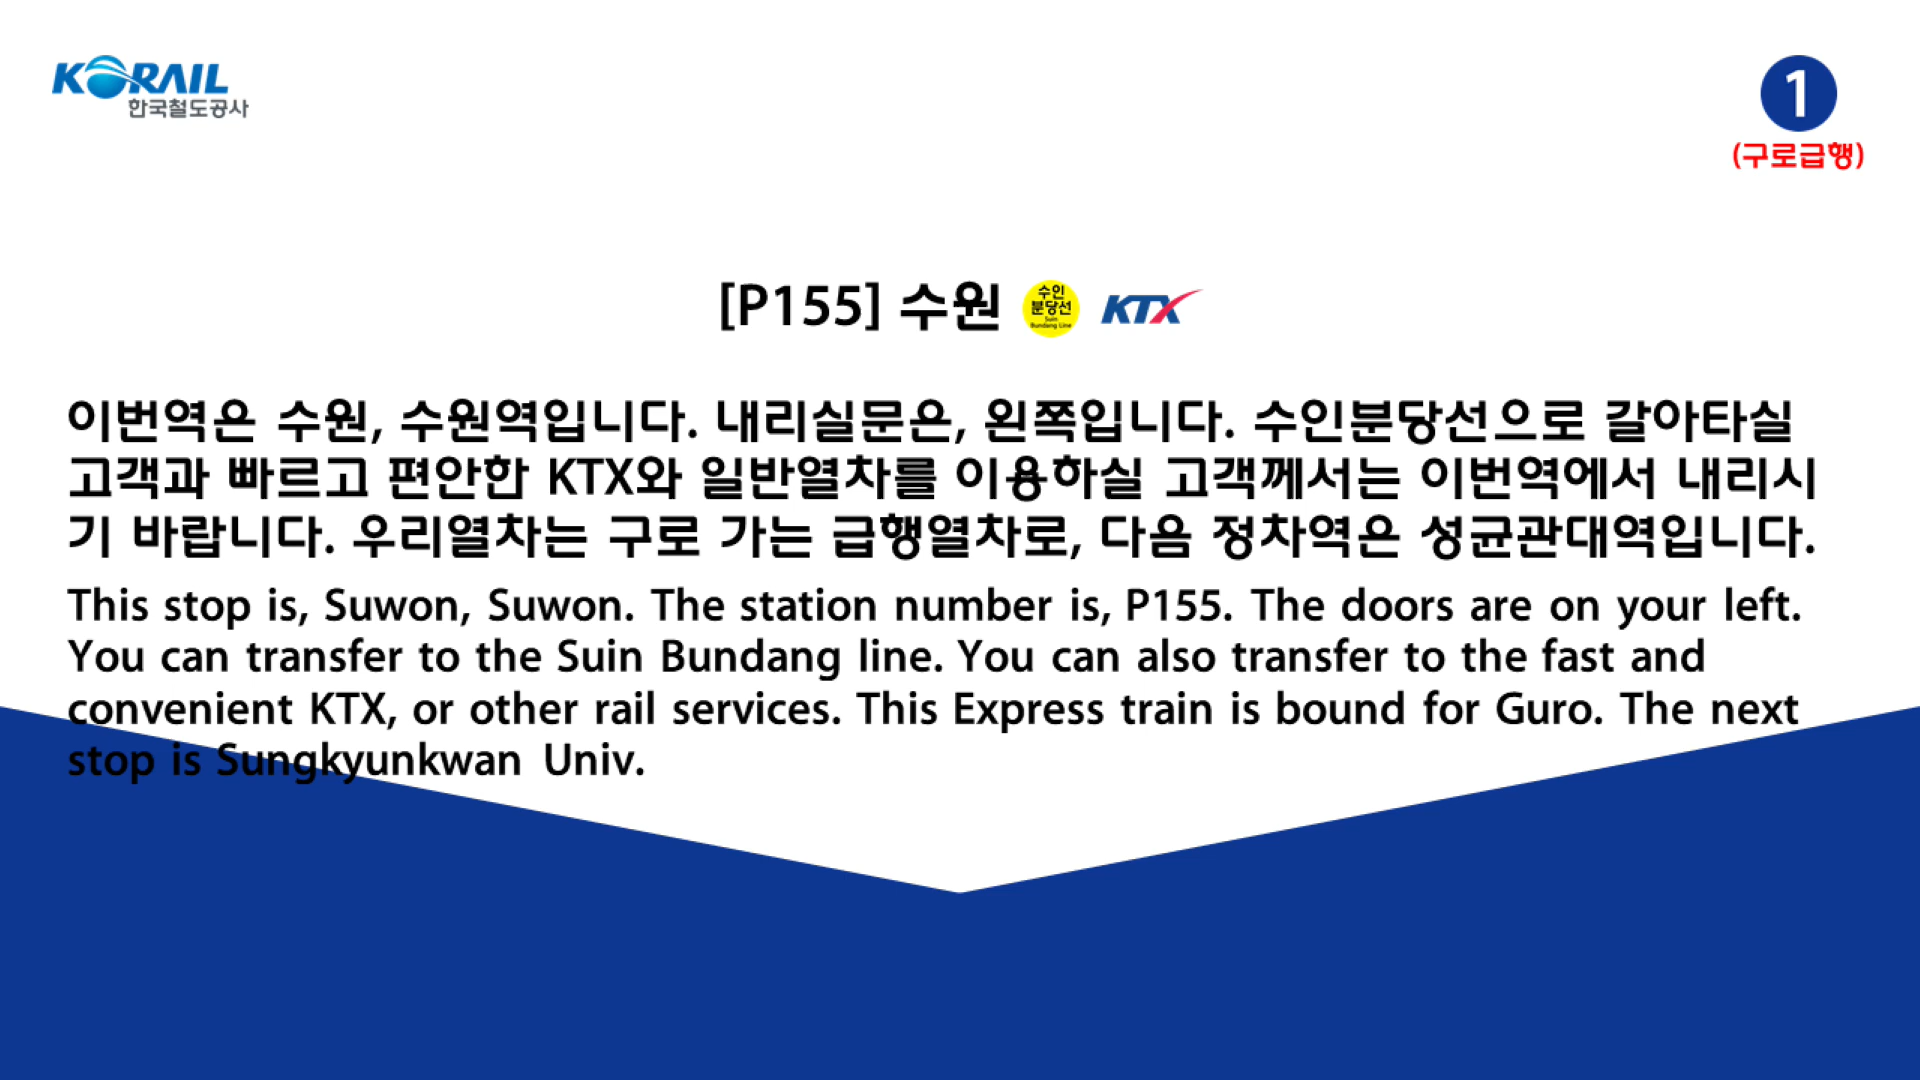 KORAIL
한국철도공사
1
(구로급행)
[P155] 수원 수인 분당선 Suin Bundang Line KTX
이번역은 수원, 수원역입니다. 내리실문은, 왼쪽입니다. 수인분당선으로 갈아타실
고객과 빠르고 편안한 KTX와 일반열차를 이용하실 고객께서는 이번역에서 내리시
기 바랍니다. 우리열차는 구로 가는 급행열차로, 다음 정차역은 성균관대역입니다.
This stop is, Suwon, Suwon. The station number is, P155. The doors are on your left.
You can transfer to the Suin Bundang line. You can also transfer to the fast and
convenient KTX, or other rail services. This Express train is bound for Guro. The next
stop is Sungkyunkwan Univ.